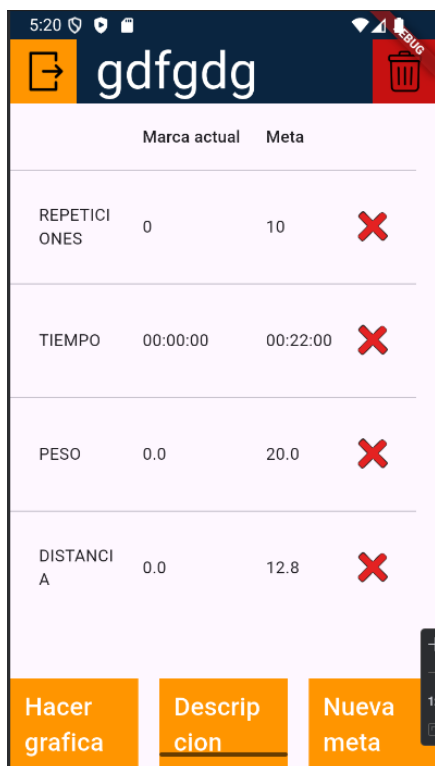 5:20
DEBUG
gdfgdg
Marca actual Meta
REPETICI
ONES
0 10
TIEMPO 00:00:00 00:22:00
PESO 0.0 20.0
DISTANCI
A
0.0 12.8
Hacer
grafica
Descrip
cion
Nueva
meta